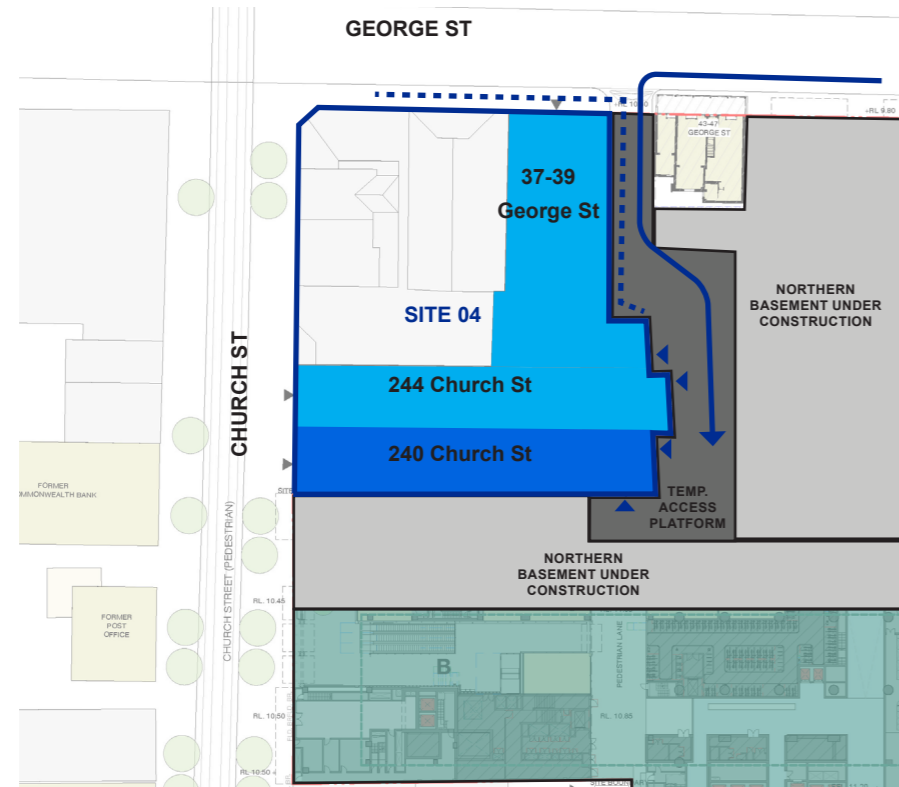 GEORGE ST
+RL 9.80
43-47
GEORGE ST
37-39
George St
NORTHERN
BASEMENT UNDER
CONSTRUCTION
SITE 04
CHURCH ST
244 Church St
240 Church St
FORMER
OMMONWEALTH BANK
SITE
TEMP.
ACCESS
PLATFORM
CHURCH STREET (PEDESTRIAN)
NORTHERN
BASEMENT UNDER
CONSTRUCTION
RL. 10.45
FORMER
POST
OFFICE
PEDESTRIAN LANE
B
RL. 10.50
RL. 10.65
RL 10.50 +